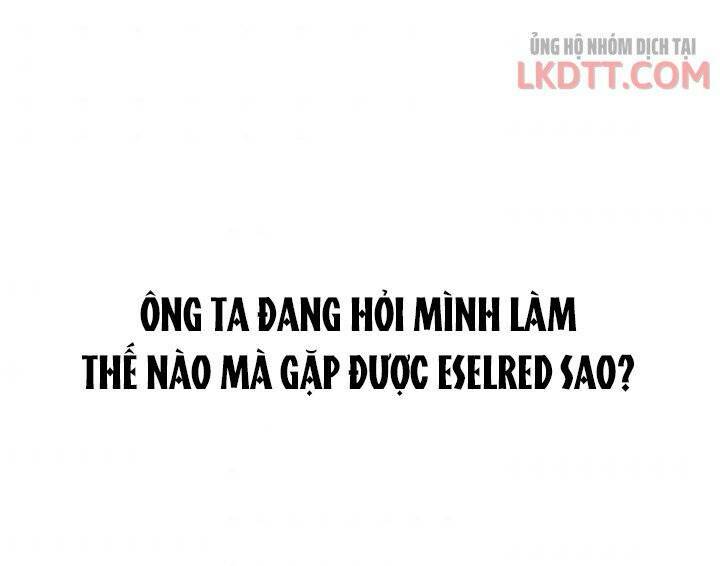 ỦNG HỘ NHÓM DỊCH TẠI
LKDTT.COM
ÔNG TA ĐANG HỎI MÌNH LÀM
THẾ NÀO MÀ GẶP ĐƯỢC ESELRED SAO?